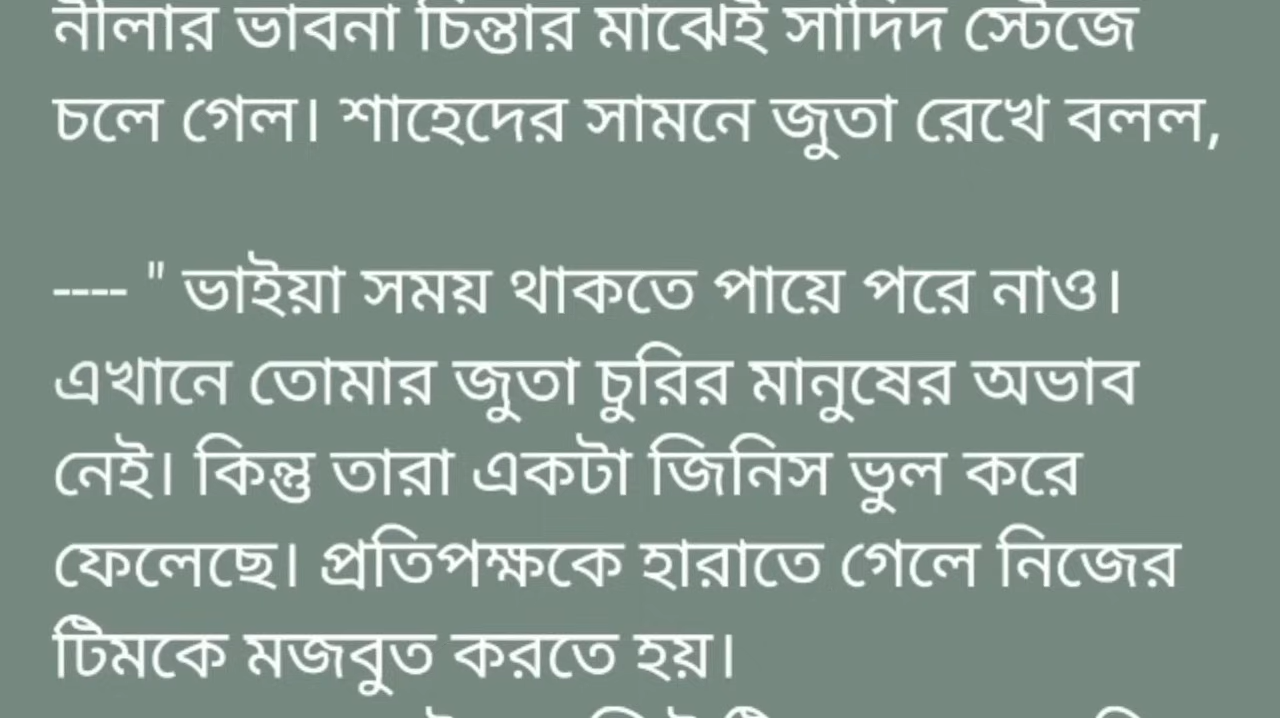 নীলার ভাবনা চিন্তার মাঝেই সাদিদ স্টেজে
চলে গেল। শাহেদের সামনে জুতা রেখে বলল,
---- " ভাইয়া সময় থাকতে পায়ে পরে নাও।
এখানে তোমার জুতা চুরির মানুষের অভাব
নেই। কিন্তু তারা একটা জিনিস ভুল করে
ফেলেছে। প্রতিপক্ষকে হারাতে গেলে নিজের
টিমকে মজবুত করতে হয়।